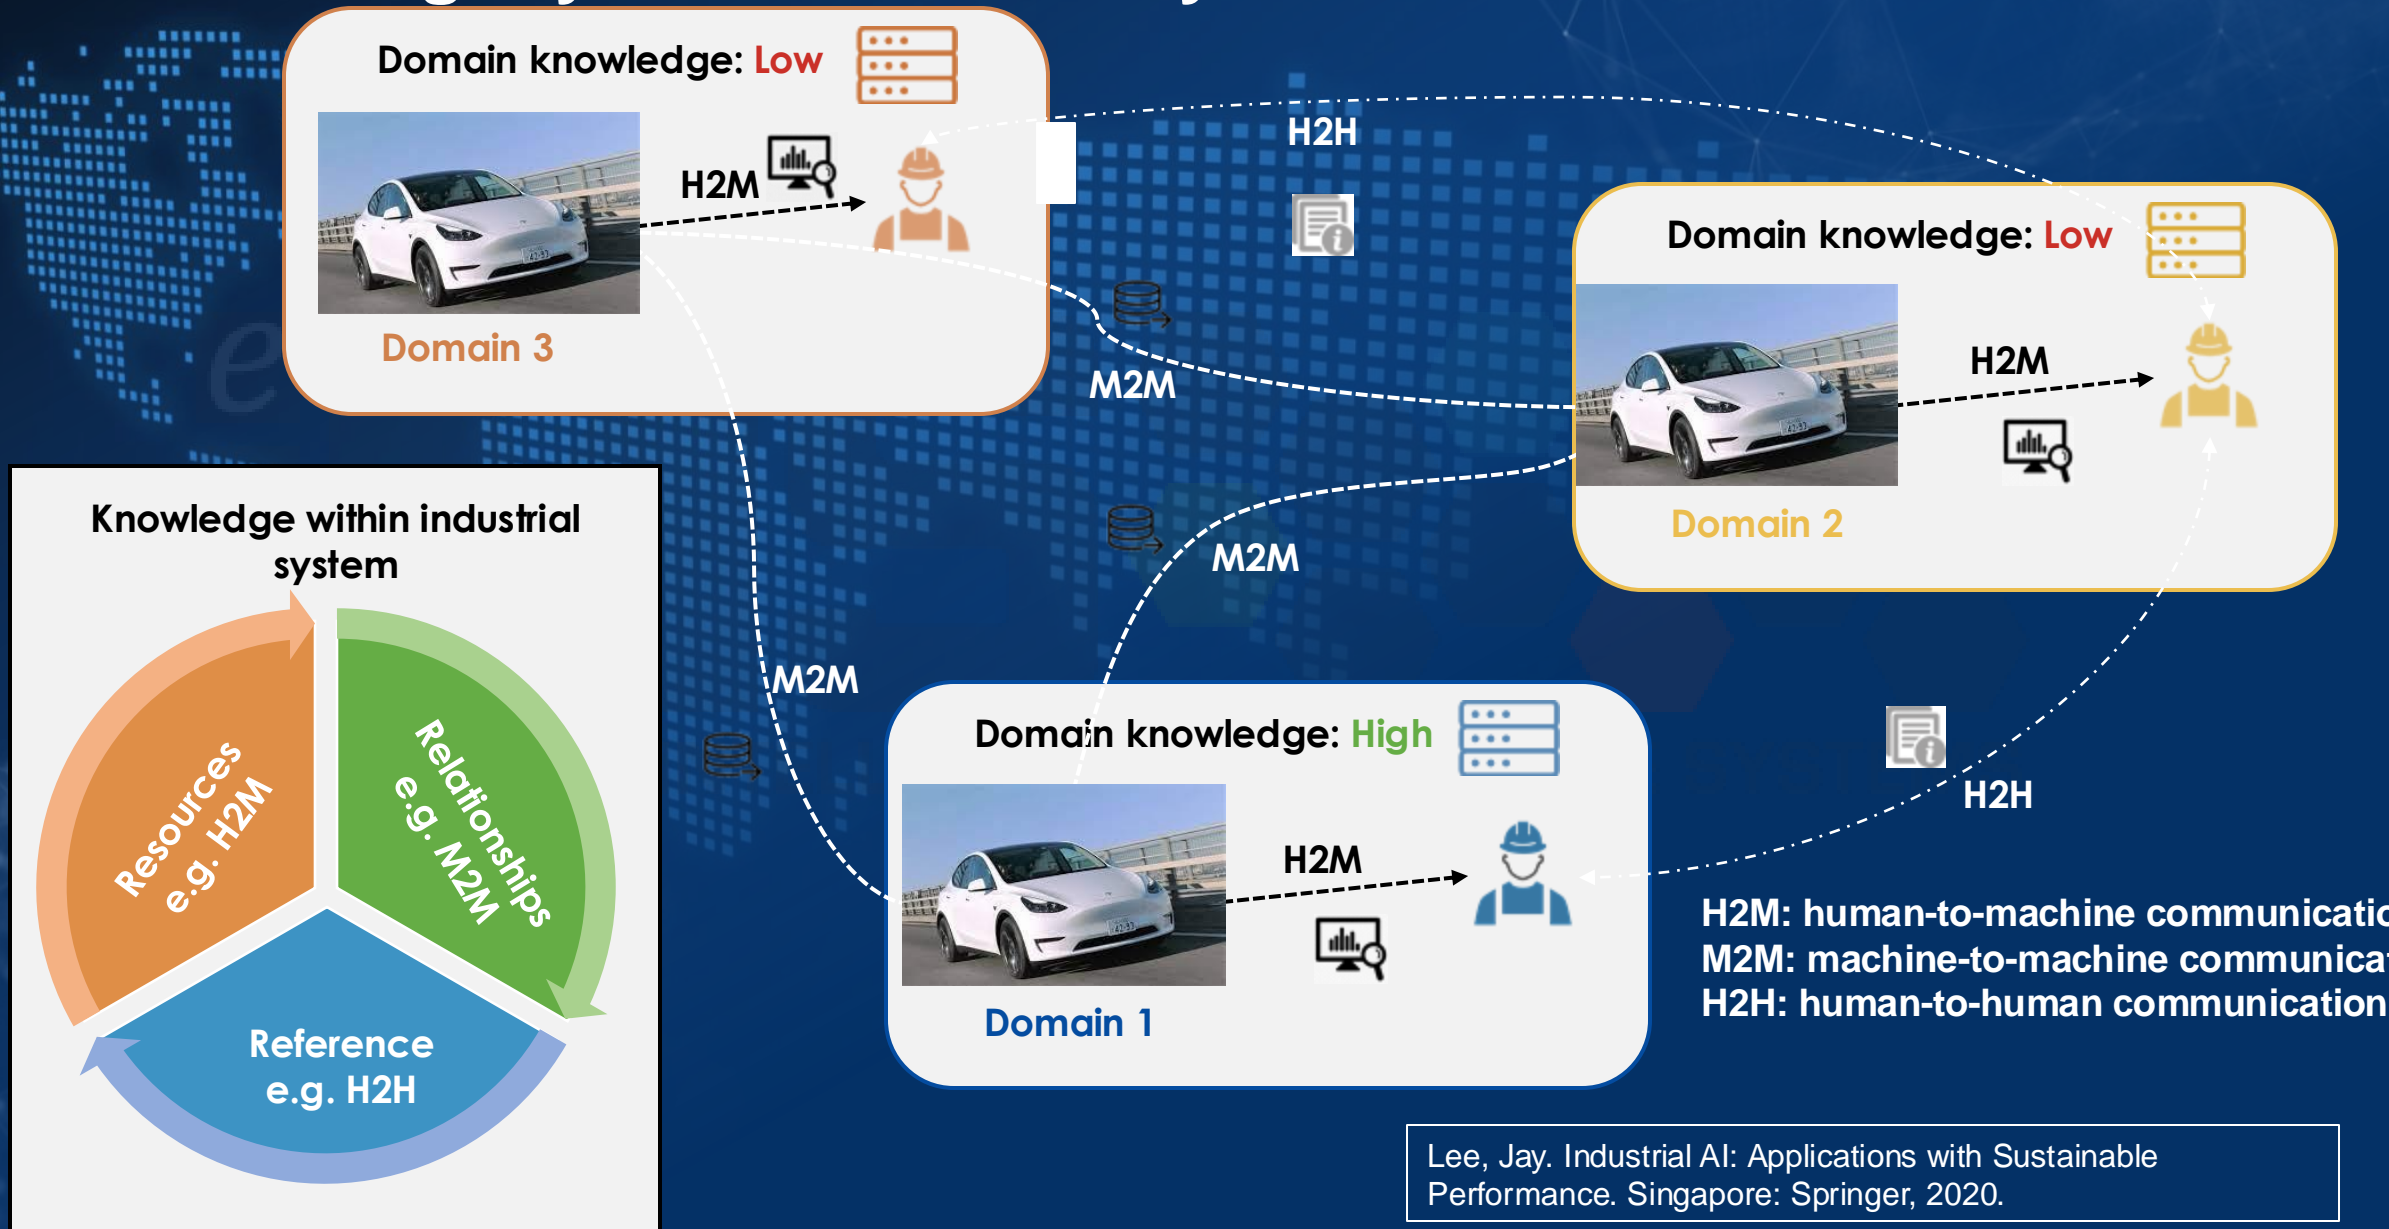 Domain knowledge: Low
H2M
Domain 3
H2H
Domain knowledge: Low
H2M
Domain 2
M2M
M2M
M2M
Domain knowledge: High
H2M
Domain 1
H2H
Knowledge within industrial
system
Resources
e.g. H2M
Relationships
e.g. M2M
Reference
e.g. H2H
H2M: human-to-machine
M2M: machine-to-machine
H2H: human-to-human communication
Lee, Jay. Industrial AI: Applications with Sustainable
Performance. Singapore: Springer, 2020.